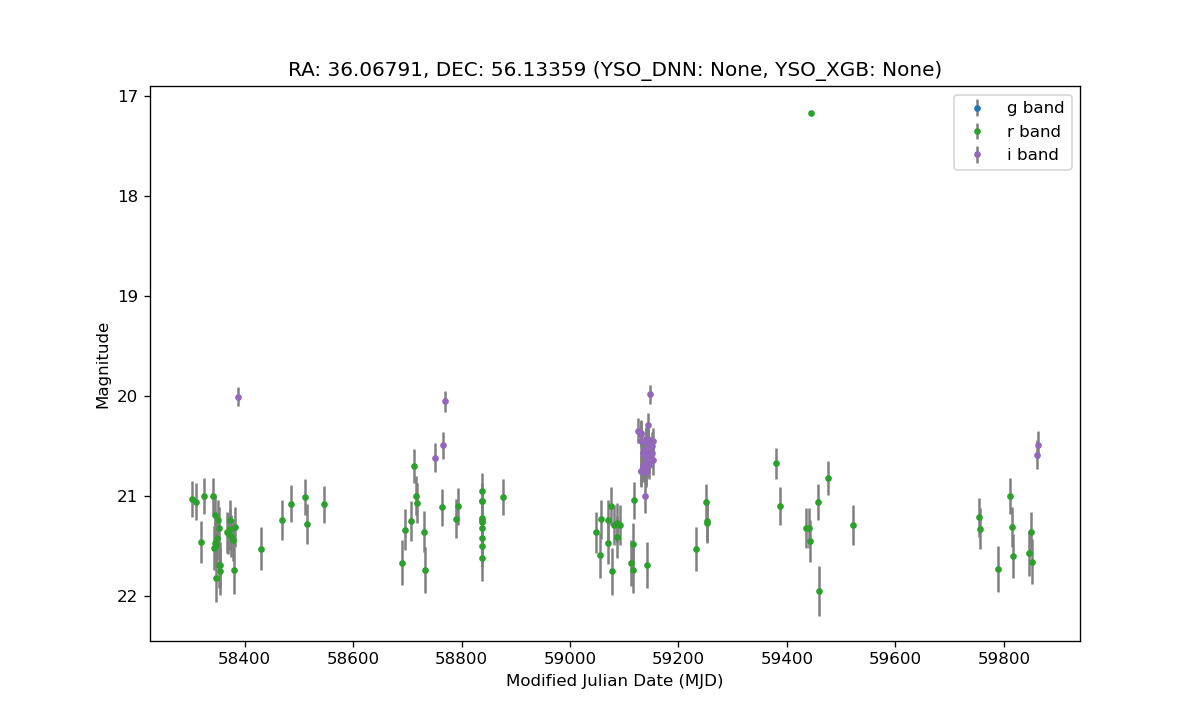 RA: 36.06791, DEC: 56.13359 (YSO_DNN: None, YSO_XGB: None)
17
18
19
20
21
22
Magnitude
g band
r band
i band
58400 58600 58800 59000 59200 59400 59600 59800
Modified Julian Date (MJD)